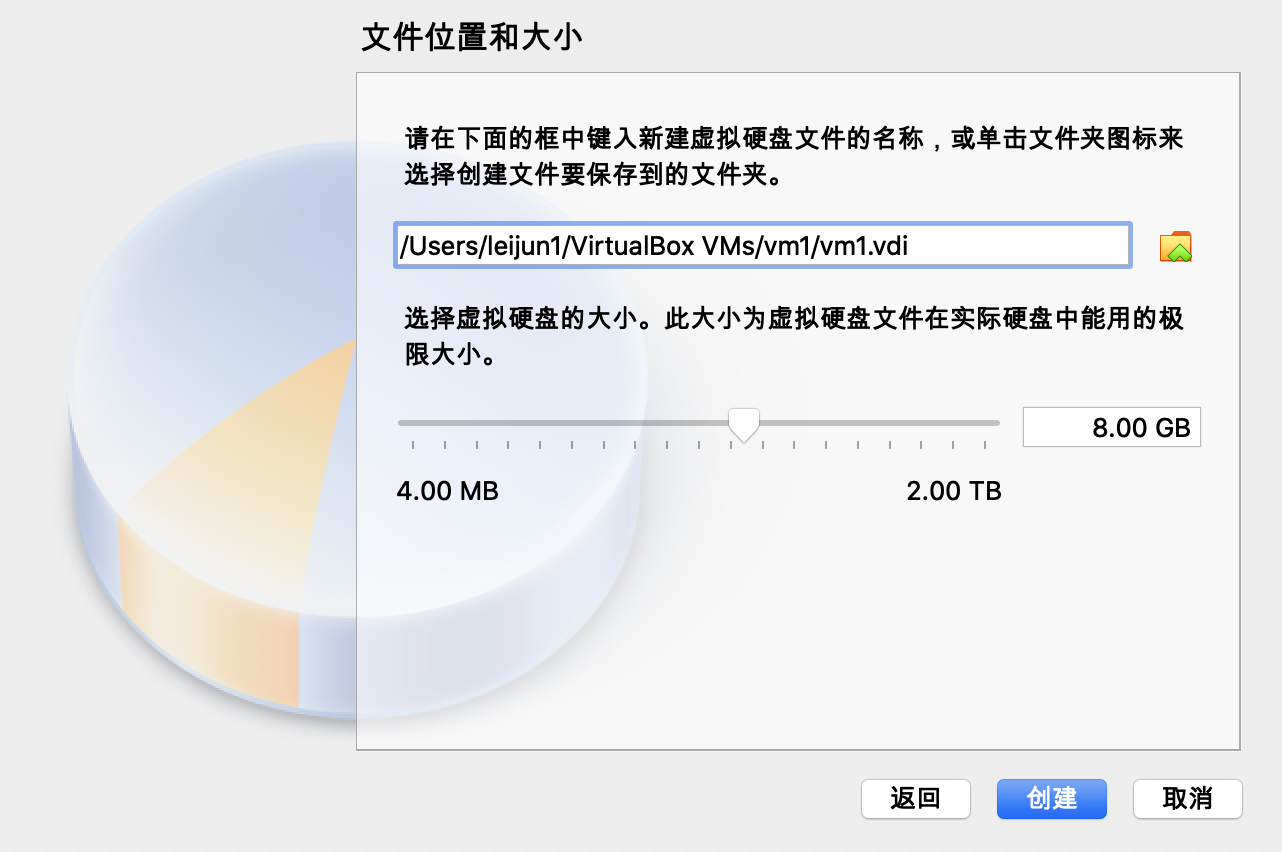 文件位置和大小
请在下面的框中键入新建虚拟硬盘文件的名称，或单击文件夹图标来
选择创建文件要保存到的文件夹。
/Users/leijun1/VirtualBox VMs/vm1/vm1.vdi
选择虚拟硬盘的大小。此大小为虚拟硬盘文件在实际硬盘中能用的极
限大小。
8.00 GB
4.00 MB 2.00 TB
返回 创建 取消